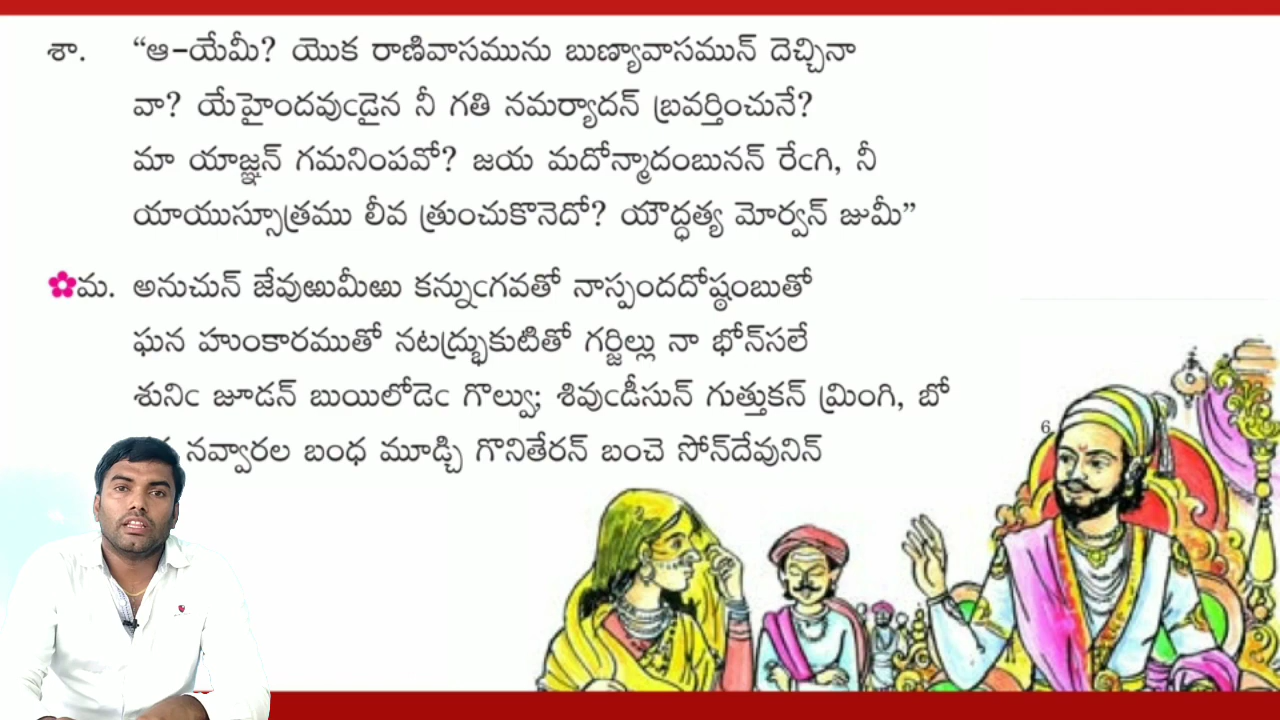 శా. “ఆ-యేమీ? యొక రాణివాసమును బుణ్యావాసమున్ దెచ్చినా
వా? యేహైందవుఁడైన నీ గతి నమర్యాదన్ బ్రవర్తించునే?
మా యాజ్ఞన్ గమనింపవో? జయ మదోన్మాదంబునన్ రేఁగి, నీ
యాయుస్సూత్రము లీవ త్రుంచుకొనెదో? యౌద్ధత్య మోర్వన్ జుమీ”
మ. అనుచున్ జేవుఱుమీఱు కన్నుఁగవతో నాస్పందదోష్ఠంబుతో
ఘన హుంకారముతో నటద్భ్రుకుటితో గర్జిల్లు నా భోన్‌సలే
శునిఁ జూడన్ బుయిలోడెఁ గొల్వు; శివుఁడీసున్ గుత్తుకన్ మ్రింగి, బో
నవ్వారల బంధ మూడ్చి గొనితేరన్ బంచె సోన్‌దేవునిన్
6.